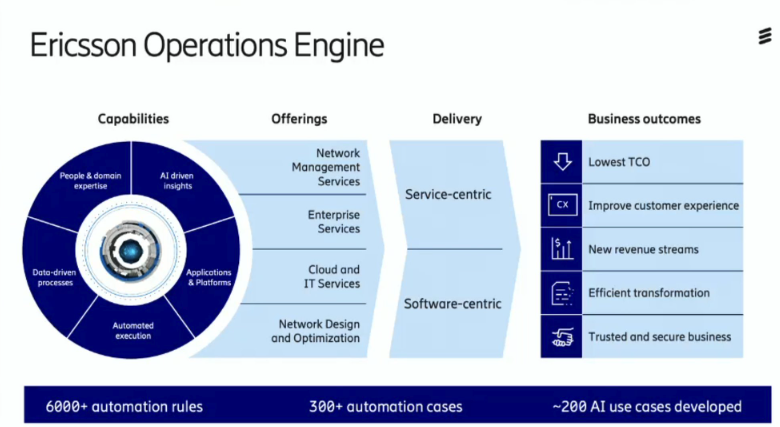 Ericsson Operations Engine
Capabilities
Offerings
Delivery
Business outcomes
People & domain
expertise
AI driven
insights
Data-driven
processes
Applications
& Platforms
Automated
execution
Network
Management
Services
Enterprise
Services
Cloud and
IT Services
Network Design
and Optimization
Service-centric
Software-centric
Lowest TCO
CX
Improve customer experience
$
New revenue streams
Efficient transformation
Trusted and secure business
6000+ automation rules
300+ automation cases
~200 AI use cases developed